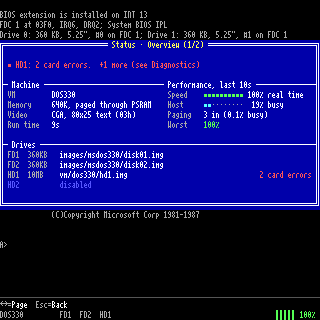 BIOS extension is installed on INT 13
FDC 1 at 03F0, IRQ6, DRQ2; System BIOS IPL
Drive 0: 360 KB, 5.25", #0 on FDC 1; Drive 1: 360 KB, 5.25", #1 on FDC 1
Status - Overview (1/2)
HD1: 2 card errors. +1 more (see Diagnostics)
Machine
VM DOS330
Memory 640K, paged through PSRAM
Video CGA, 80x25 text (03h)
Run time 9s
Performance, last 10s
Speed 100% real time
Host 19% busy
Paging 3 in (0.1% busy)
Worst 100%
Drives
FD1 360KB images/msdos330/disk01.img
FD2 360KB images/msdos330/disk02.img
HD1 10MB vm/dos330/hd1.img 2 card errors
HD2 disabled
(C)Copyright Microsoft Corp 1981-1987
A>
↔=Page Esc=Back
DOS330 FD1 FD2 HD1 100%